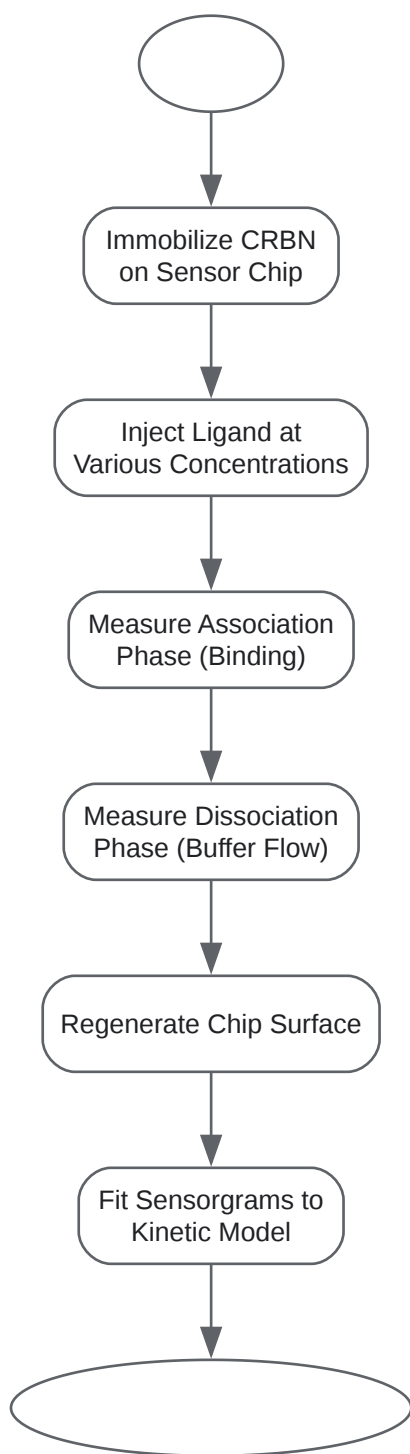 Immobilize CRBN
on Sensor Chip
Inject Ligand at
Various Concentrations
Measure Association
Phase (Binding)
Measure Dissociation
Phase (Buffer Flow)
Regenerate Chip Surface
Fit Sensorgrams to
Kinetic Model